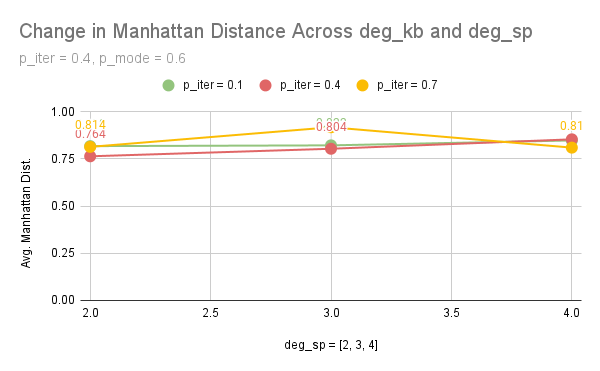 Change in Manhattan Distance Across deg_kb and deg_sp
p_iter = 0.4, p_mode = 0.6
p_iter = 0.1 p_iter = 0.4 p_iter = 0.7
1.00
0.75
0.50
0.25
0.00
Avg. Manhattan Dist.
0.814
0.764
0.804
0.81
2.0 2.5 3.0 3.5 4.0
deg_sp = [2, 3, 4]